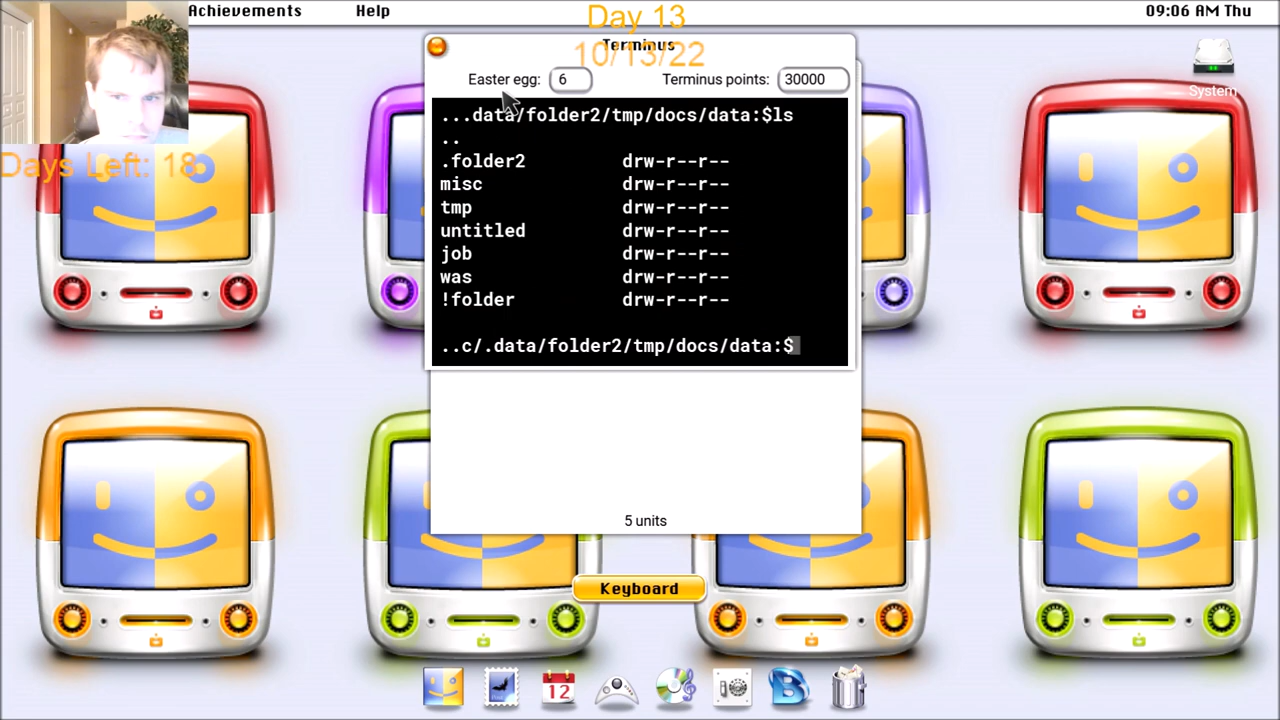 Achievements
Help
Day 13
09:06 AM Thu
Terminus
10/13/22
Easter egg: 6
Terminus points: 30000
System
...data/folder2/tmp/docs/data:$ls
..
.folder2 drw-r--r--
misc drw-r--r--
tmp drw-r--r--
untitled drw-r--r--
job drw-r--r--
was drw-r--r--
!folder drw-r--r--
..c/.data/folder2/tmp/docs/data:$
Days Left: 18
5 units
Keyboard
12